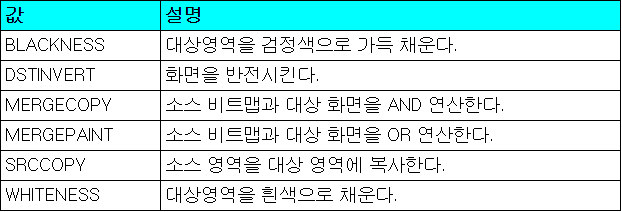 값 설명
BLACKNESS 대상영역을 검정색으로 가득 채운다.
DSTINVERT 화면을 반전시킨다.
MERGECOPY 소스 비트맵과 대상 화면을 AND 연산한다.
MERGEPAINT 소스 비트맵과 대상 화면을 OR 연산한다.
SRCCOPY 소스 영역을 대상 영역에 복사한다.
WHITENESS 대상영역을 흰색으로 채운다.